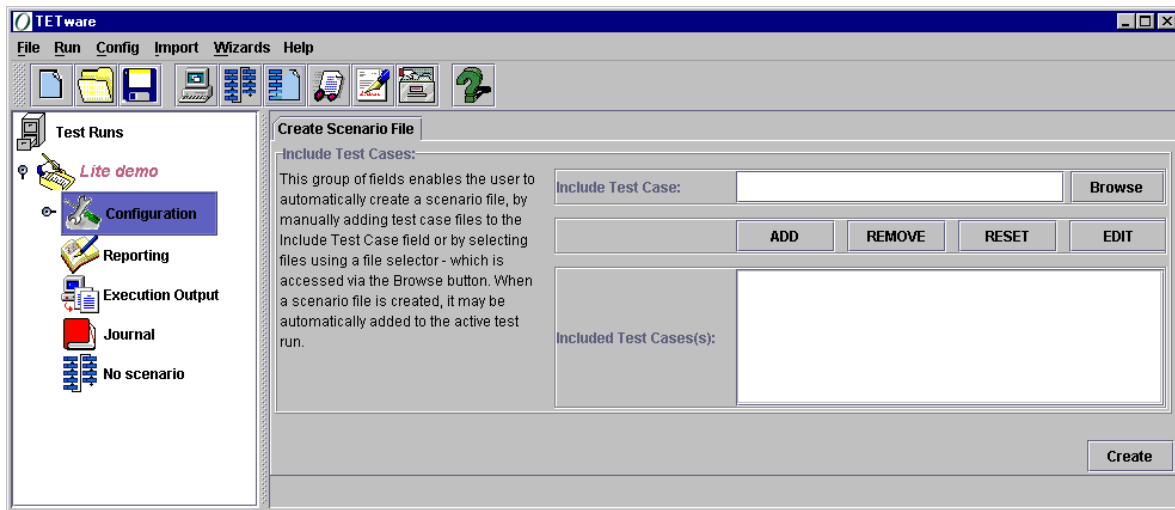 TETware
File Run Config Import Wizards Help
Test Runs
Lite demo
Configuration
Reporting
Execution Output
Journal
No scenario
Create Scenario File
Include Test Cases:
This group of fields enables the user to
automatically create a scenario file, by
manually adding test case files to the
Include Test Case field or by selecting
files using a file selector - which is
accessed via the Browse button. When
a scenario file is created, it may be
automatically added to the active test
run.
Include Test Case:
Browse
ADD REMOVE RESET EDIT
Included Test Cases(s):
Create